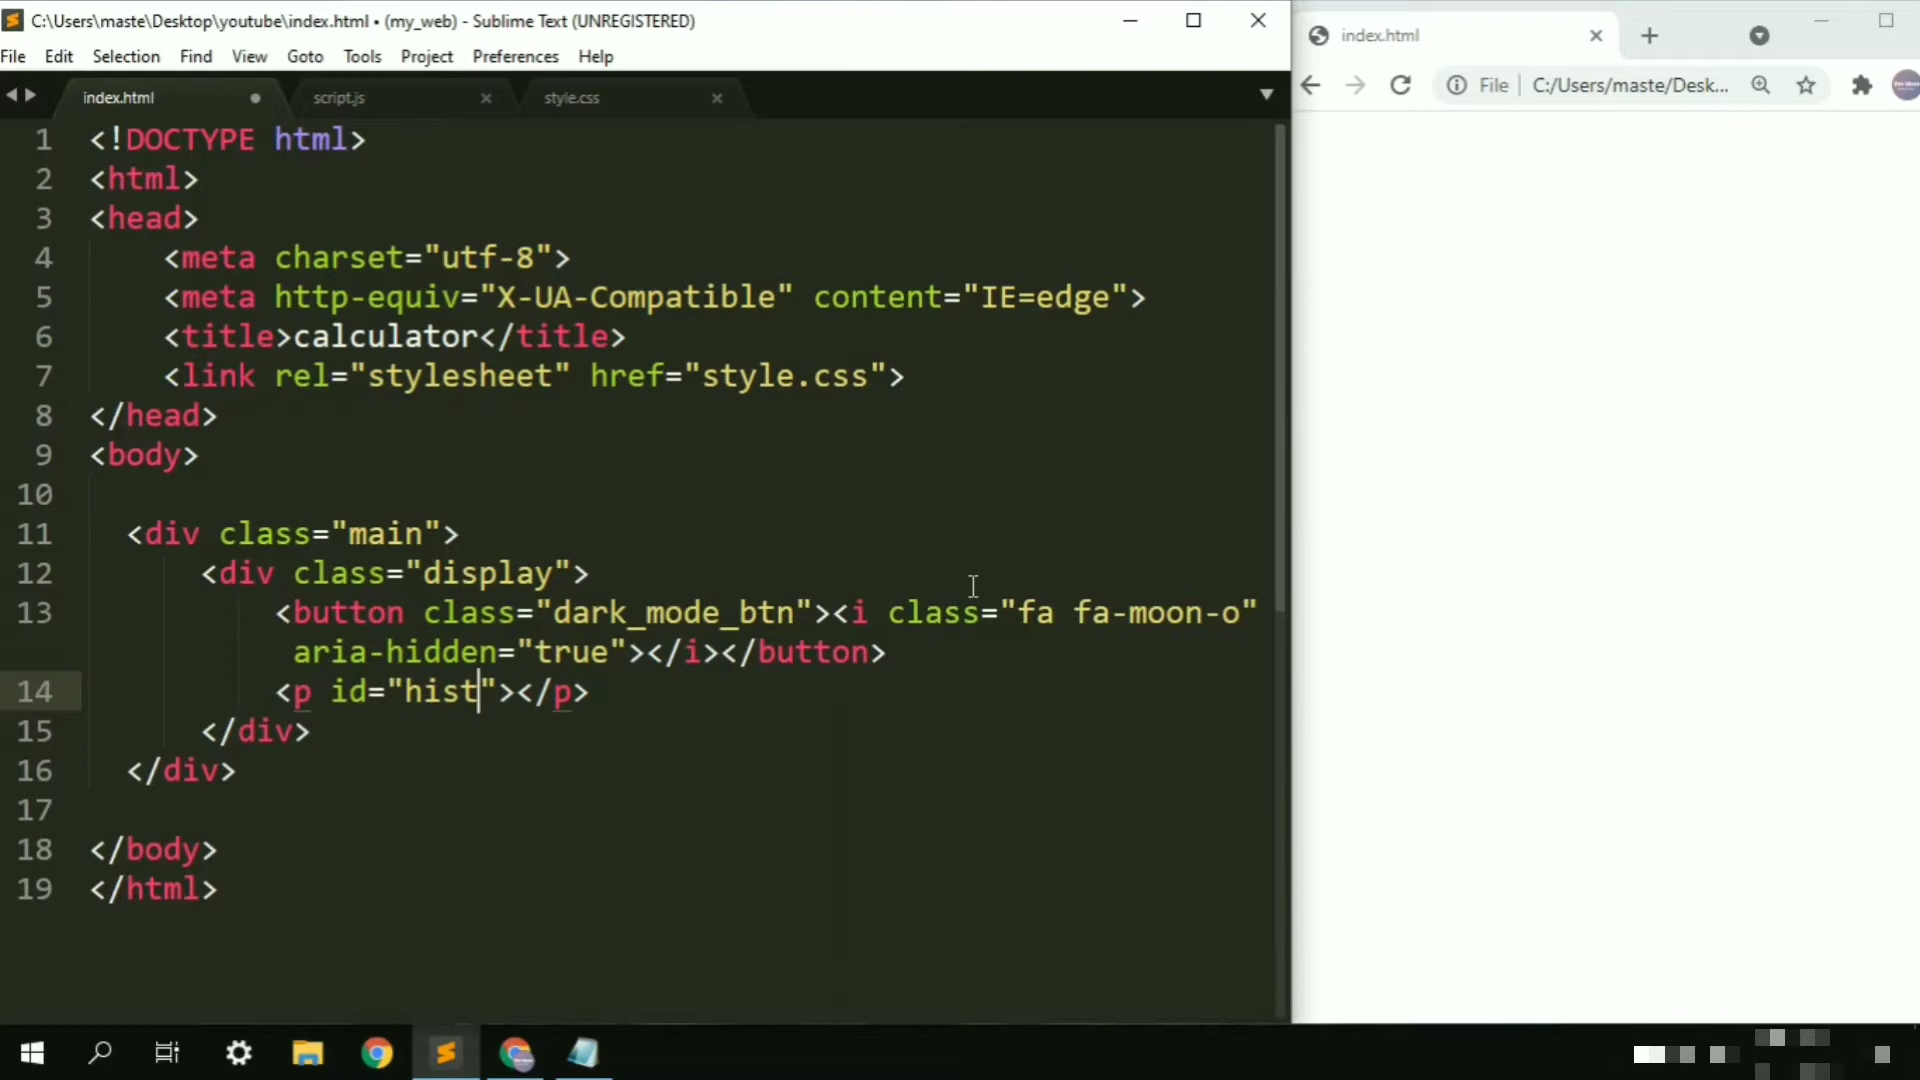 C:\Users\maste\Desktop\youtube\index.html • (my_web) - Sublime Text (UNREGISTERED)
File Edit Selection Find View Goto Tools Project Preferences Help
index.html script.js style.css
1 <!DOCTYPE html>
2 <html>
3 <head>
4 <meta charset="utf-8">
5 <meta http-equiv="X-UA-Compatible" content="IE=edge">
6 <title>calculator</title>
7 <link rel="stylesheet" href="style.css">
8 </head>
9 <body>
10
11 <div class="main">
12 <div class="display">
13 <button class="dark_mode_btn"><i class="fa fa-moon-o"
aria-hidden="true"></i></button>
14 <p id="hist"></p>
15 </div>
16 </div>
17
18 </body>
19 </html>
index.html
File C:/Users/maste/Desk...